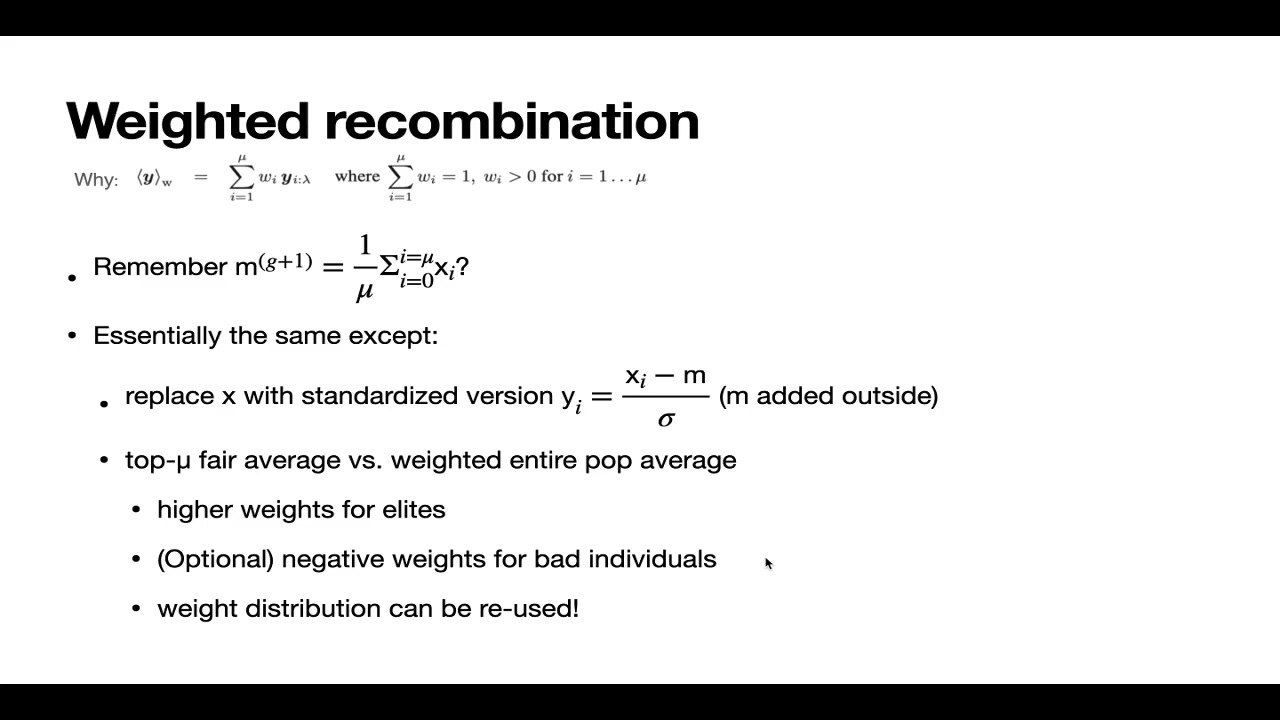 Weighted recombination
Why: ⟨y⟩w = ∑_{i=1}^{μ} wi yi:λ where ∑_{i=1}^{μ} wi = 1, wi > 0 for i = 1...μ
• Remember m^(g+1) = 1/μ Σ_{i=0}^{i=μ} xi?
• Essentially the same except:
• replace x with standardized version yi = (xi − m)/σ (m added outside)
• top-μ fair average vs. weighted entire pop average
• higher weights for elites
• (Optional) negative weights for bad individuals
• weight distribution can be re-used!